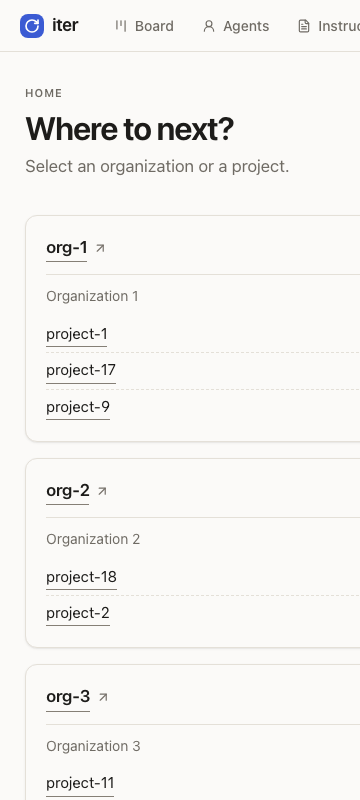 iter Board Agents Instruc
HOME
Where to next?
Select an organization or a project.
org-1
Organization 1
project-1
project-17
project-9
org-2
Organization 2
project-18
project-2
org-3
Organization 3
project-11